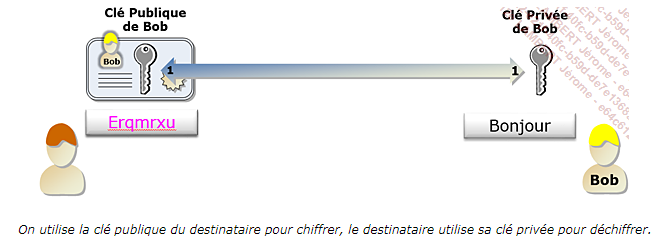 Clé Publique
de Bob
Clé Privée
de Bob
Bob
1
1
Erqmrxu
Bonjour
Bob
On utilise la clé publique du destinataire pour chiffrer, le destinataire utilise sa clé privée pour déchiffrer.